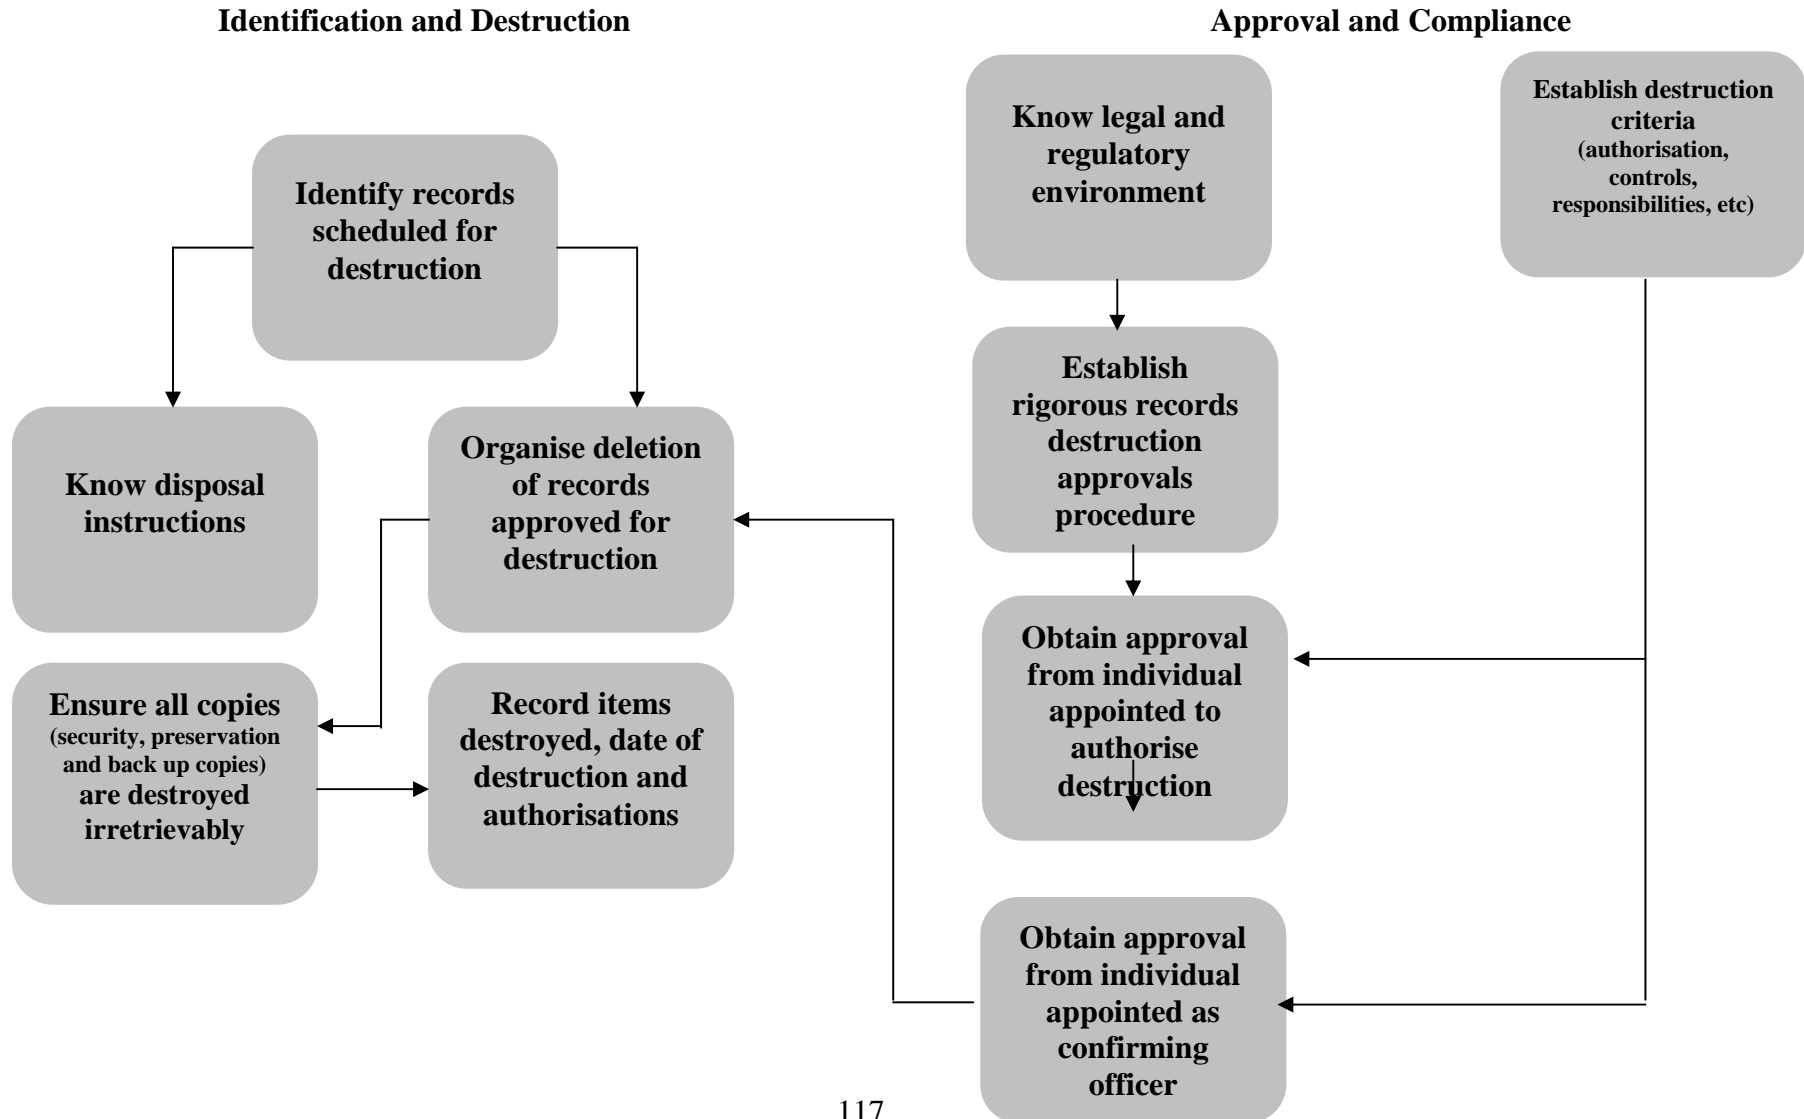 Identification and Destruction
Approval and Compliance
Identify records
scheduled for
destruction
Know disposal
instructions
Organise deletion
of records
approved for
destruction
Ensure all copies
(security, preservation
and back up copies)
are destroyed
irretrievably
Record items
destroyed, date of
destruction and
authorisations
Know legal and
regulatory
environment
Establish destruction
criteria
(authorisation,
controls,
responsibilities, etc)
Establish
rigorous records
destruction
approvals
procedure
Obtain approval
from individual
appointed to
authorise
destruction
Obtain approval
from individual
appointed as
confirming
officer
117